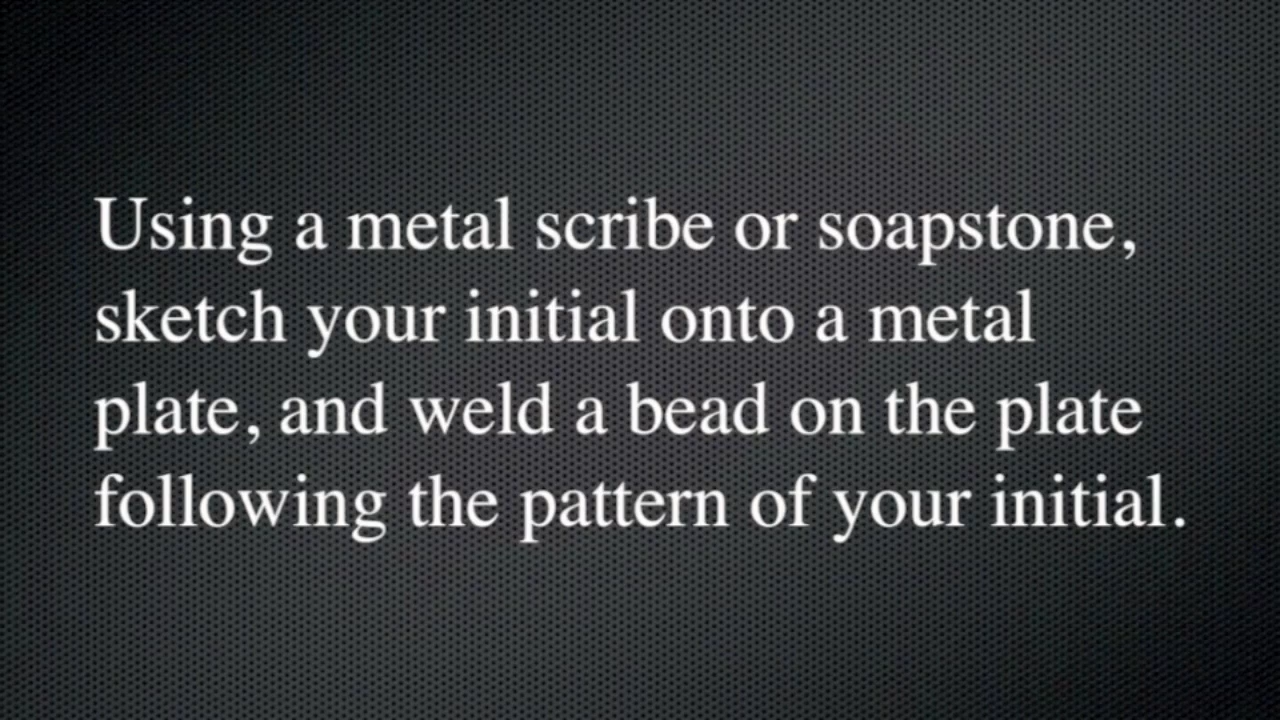 Using a metal scribe or soapstone,
sketch your initial onto a metal
plate, and weld a bead on the plate
following the pattern of your initial.